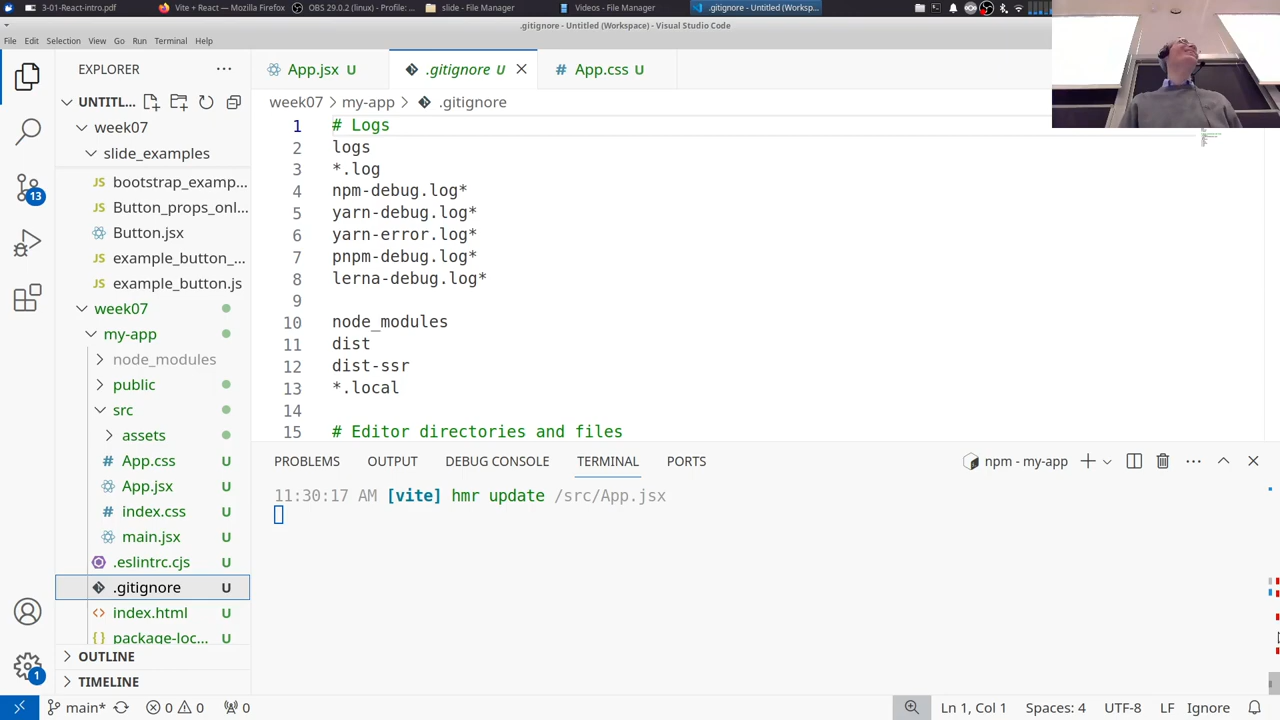 3-01-React-intro.pdf
Vite + React — Mozilla Firefox
OBS 29.0.2 (linux) - Profile: ...
slide - File Manager
Videos - File Manager
.gitignore - Untitled (Worksp...
.gitignore - Untitled (Workspace) - Visual Studio Code
File Edit Selection View Go Run Terminal Help
EXPLORER
App.jsx U
.gitignore U
App.css U
UNTITL...
week07 > my-app > .gitignore
week07
slide_examples
bootstrap_examp...
Button_props_onl...
Button.jsx
example_button_...
example_button.js
week07
my-app
node_modules
public
src
assets
App.css U
App.jsx U
index.css U
main.jsx U
.eslintrc.cjs U
.gitignore U
index.html U
package-loc... U
OUTLINE
TIMELINE
13
1
1 # Logs
2 logs
3 *.log
4 npm-debug.log*
5 yarn-debug.log*
6 yarn-error.log*
7 pnpm-debug.log*
8 lerna-debug.log*
9
10 node_modules
11 dist
12 dist-ssr
13 *.local
14
15 # Editor directories and files
PROBLEMS OUTPUT DEBUG CONSOLE TERMINAL PORTS
npm - my-app
11:30:17 AM [vite] hmr update /src/App.jsx
main* 0 0 0
Ln 1, Col 1 Spaces: 4 UTF-8 LF Ignore